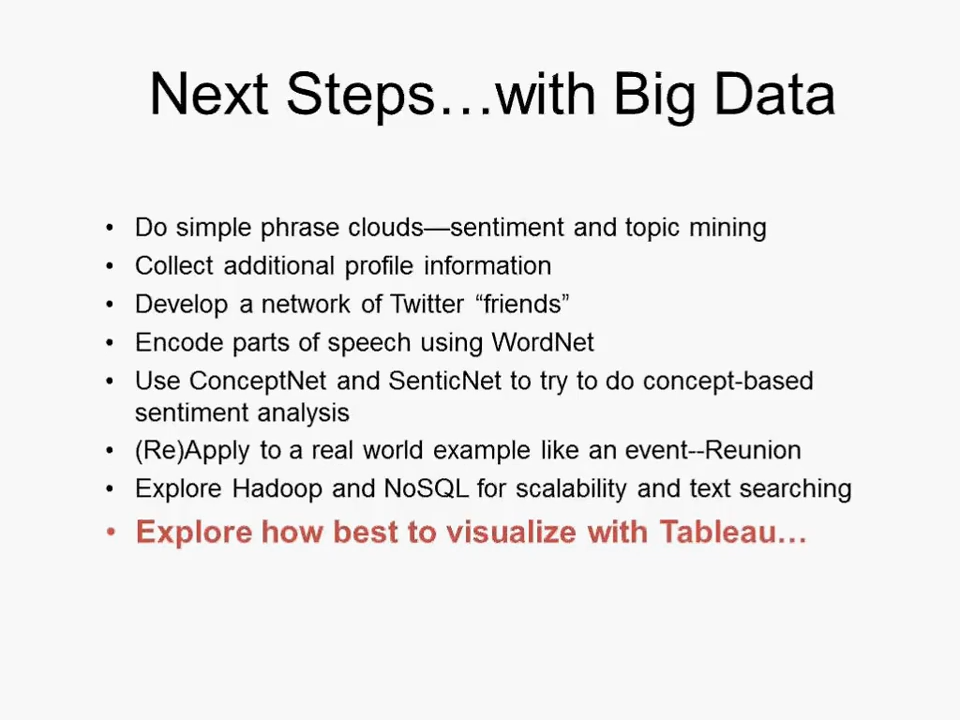 Next Steps…with Big Data
• Do simple phrase clouds—sentiment and topic mining
• Collect additional profile information
• Develop a network of Twitter “friends”
• Encode parts of speech using WordNet
• Use ConceptNet and SenticNet to try to do concept-based
sentiment analysis
• (Re)Apply to a real world example like an event--Reunion
• Explore Hadoop and NoSQL for scalability and text searching
• Explore how best to visualize with Tableau…